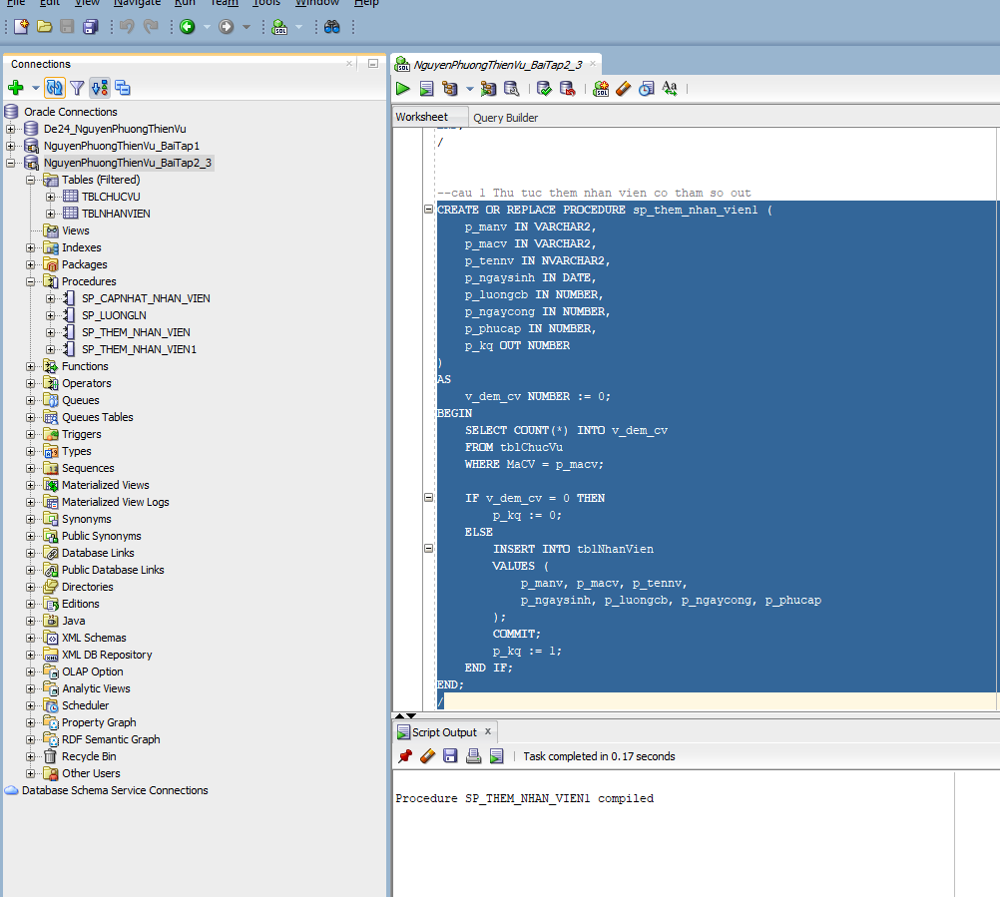 File Edit View Navigate Run Team Tools Window Help
Connections
Oracle Connections
De24_NguyenPhuongThienVu
NguyenPhuongThienVu_BaiTap1
NguyenPhuongThienVu_BaiTap2_3
Tables (Filtered)
TBLCHUCVU
TBLNHANVIEN
Views
Indexes
Packages
Procedures
SP_CAPNHAT_NHAN_VIEN
SP_LUONGLN
SP_THEM_NHAN_VIEN
SP_THEM_NHAN_VIEN1
Functions
Operators
Queues
Queues Tables
Triggers
Types
Sequences
Materialized Views
Materialized View Logs
Synonyms
Public Synonyms
Database Links
Public Database Links
Directories
Editions
Java
XML Schemas
XML DB Repository
OLAP Option
Analytic Views
Scheduler
Property Graph
RDF Semantic Graph
Recycle Bin
Other Users
Database Schema Service Connections
NguyenPhuongThienVu_BaiTap2_3
Worksheet Query Builder
/
--cau 1 Thu tuc them nhan vien co tham so out
CREATE OR REPLACE PROCEDURE sp_them_nhan_vien1 (
p_manv IN VARCHAR2,
p_macv IN VARCHAR2,
p_tennv IN NVARCHAR2,
p_ngaysinh IN DATE,
p_luongcb IN NUMBER,
p_ngaycong IN NUMBER,
p_phucap IN NUMBER,
p_kq OUT NUMBER
)
AS
v_dem_cv NUMBER := 0;
BEGIN
SELECT COUNT(*) INTO v_dem_cv
FROM tblChucVu
WHERE MaCV = p_macv;
IF v_dem_cv = 0 THEN
p_kq := 0;
ELSE
INSERT INTO tblNhanVien
VALUES (
p_manv, p_macv, p_tennv,
p_ngaysinh, p_luongcb, p_ngaycong, p_phucap
);
COMMIT;
p_kq := 1;
END IF;
END;
/
Script Output
Task completed in 0.17 seconds
Procedure SP_THEM_NHAN_VIEN1 compiled